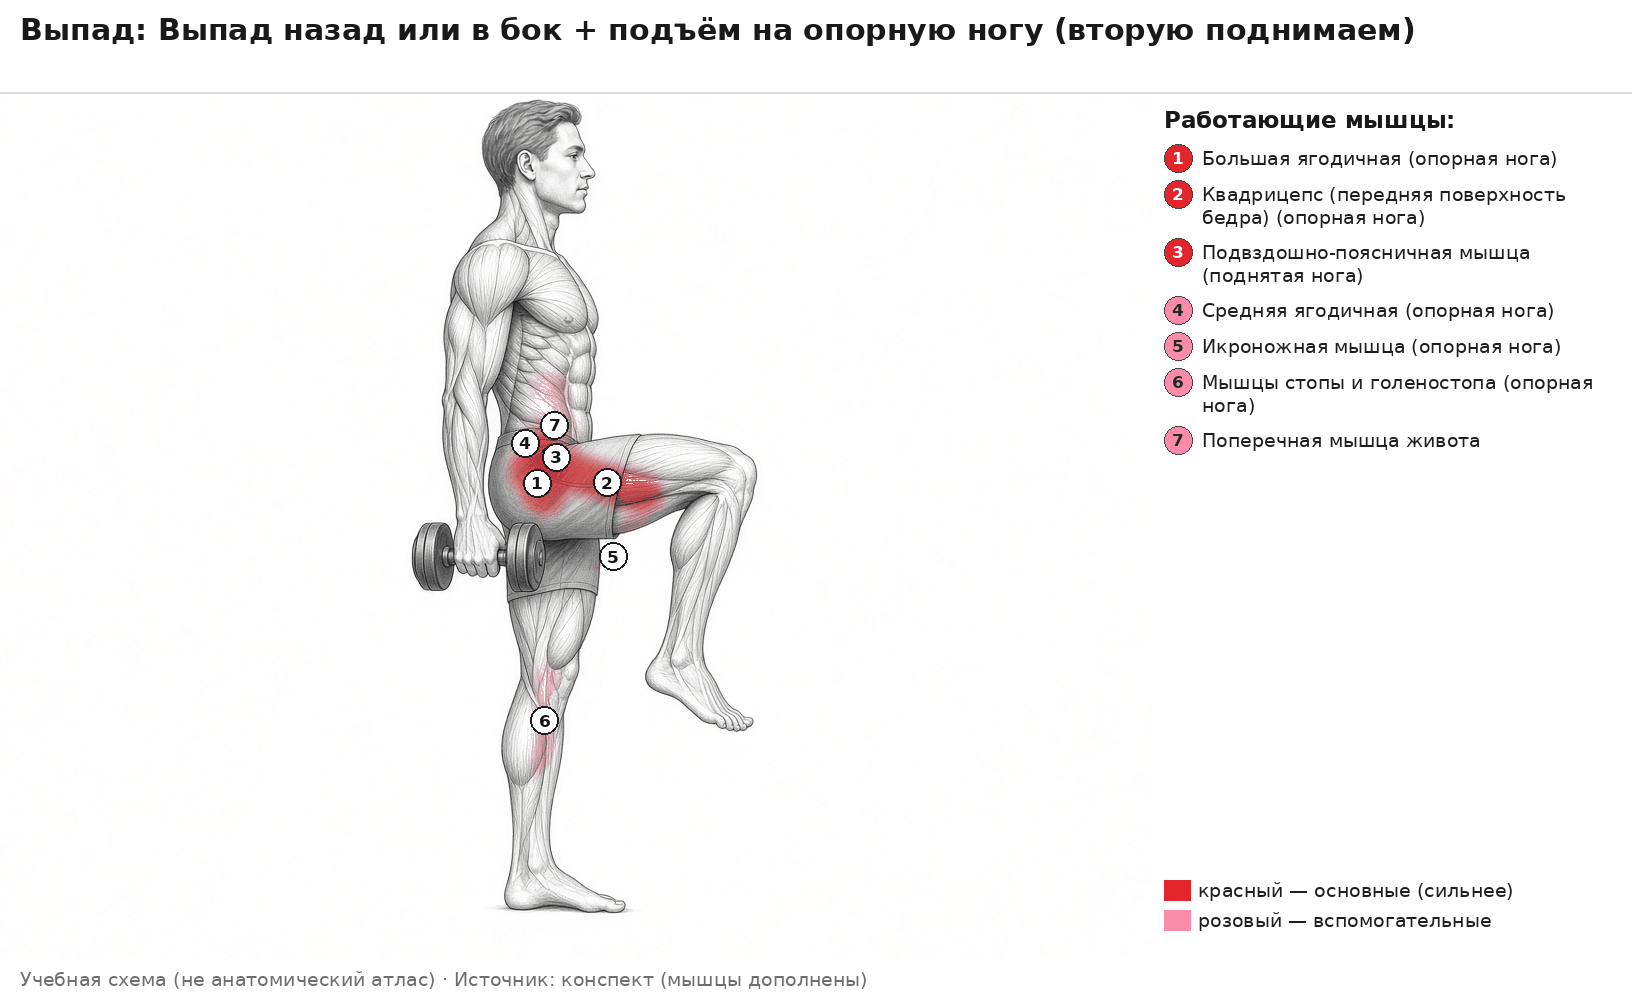 Выпад: Выпад назад или в бок + подъём на опорную ногу (вторую поднимаем)
Работающие мышцы:
1 Большая ягодичная (опорная нога)
2 Квадрицепс (передняя поверхность
бедра) (опорная нога)
3 Подвздошно-поясничная мышца
(поднятая нога)
4 Средняя ягодичная (опорная нога)
5 Икроножная мышца (опорная нога)
6 Мышцы стопы и голеностопа (опорная
нога)
7 Поперечная мышца живота
7
4
3
1
2
5
6
красный — основные (сильнее)
розовый — вспомогательные
Учебная схема (не анатомический атлас) · Источник: конспект (мышцы дополнены)